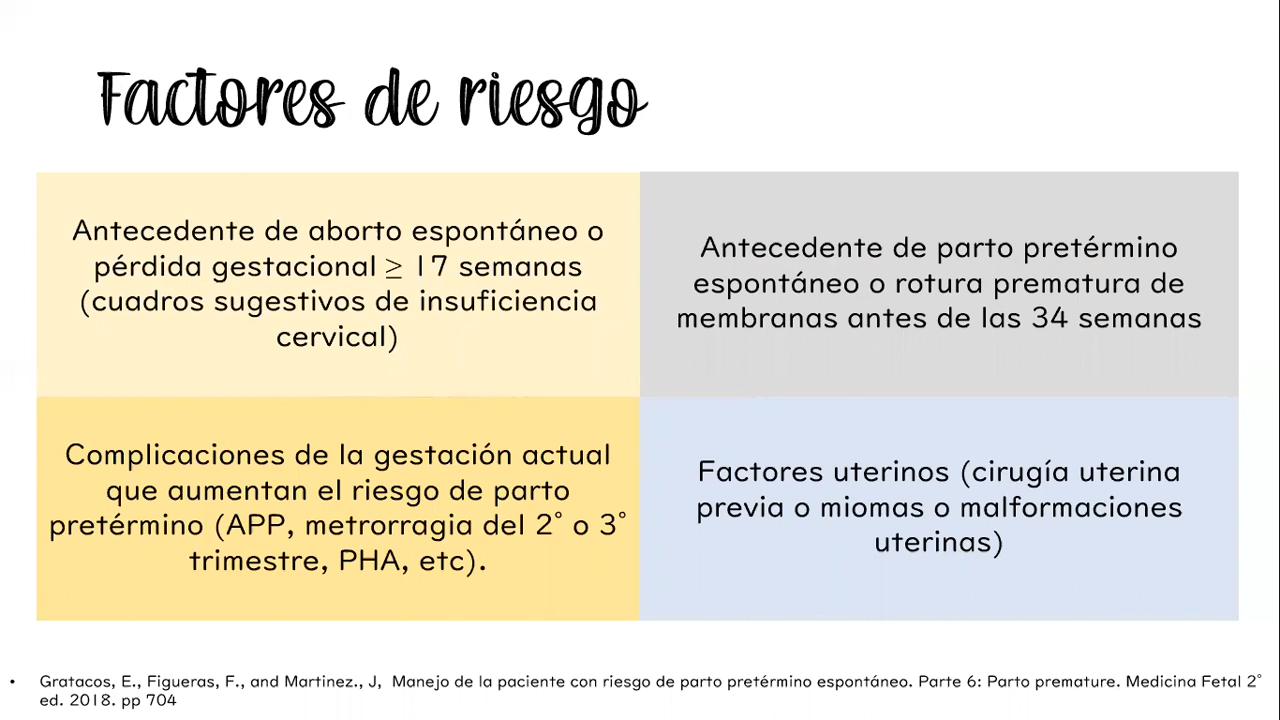 Factores de riesgo
Antecedente de aborto espontáneo o
pérdida gestacional ≥ 17 semanas
(cuadros sugestivos de insuficiencia
cervical)
Antecedente de parto pretérmino
espontáneo o rotura prematura de
membranas antes de las 34 semanas
Complicaciones de la gestación actual
que aumentan el riesgo de parto
pretérmino (APP, metrorragia del 2° o 3°
trimestre, PHA, etc).
Factores uterinos (cirugía uterina
previa o miomas o malformaciones
uterinas)
• Gratacos, E., Figueras, F., and Martinez., J, Manejo de la paciente con riesgo de parto pretérmino espontáneo. Parte 6: Parto premature. Medicina Fetal 2°
ed. 2018. pp 704